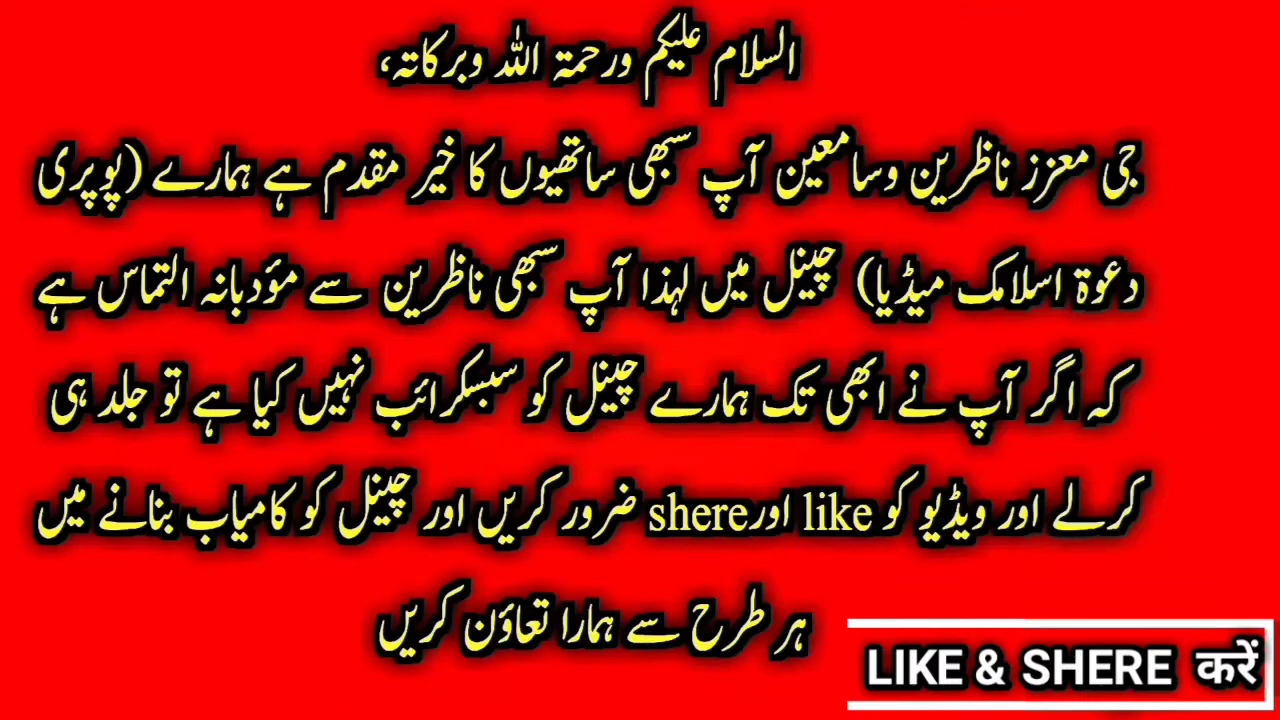 السلام علیکم ورحمۃ اللہ وبرکاتہ،
جی معزز ناظرین وسامعین آپ سبھی ساتھیوں کا خیر مقدم ہے ہمارے (پوپری
دعوۃ اسلامک میڈیا) چینل میں لہذا آپ سبھی ناظرین سے مؤدبانہ التماس ہے
کہ اگر آپ نے ابھی تک ہمارے چینل کو سبسکرائب نہیں کیا ہے تو جلد ہی
کرلے اور ویڈیو کو like اورshere ضرور کریں اور چینل کو کامیاب بنانے میں
ہر طرح سے ہمارا تعاؤن کریں
LIKE & SHERE करें